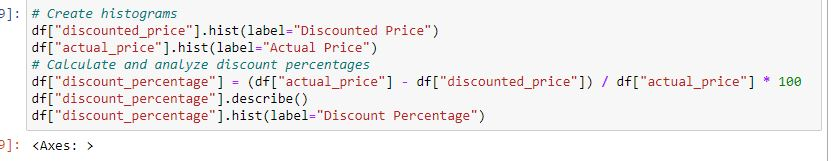 9]: # Create histograms
df["discounted_price"].hist(label="Discounted Price")
df["actual_price"].hist(label="Actual Price")
# Calculate and analyze discount percentages
df["discount_percentage"] = (df["actual_price"] - df["discounted_price"]) / df["actual_price"] * 100
df["discount_percentage"].describe()
df["discount_percentage"].hist(label="Discount Percentage")
9]: <Axes: >